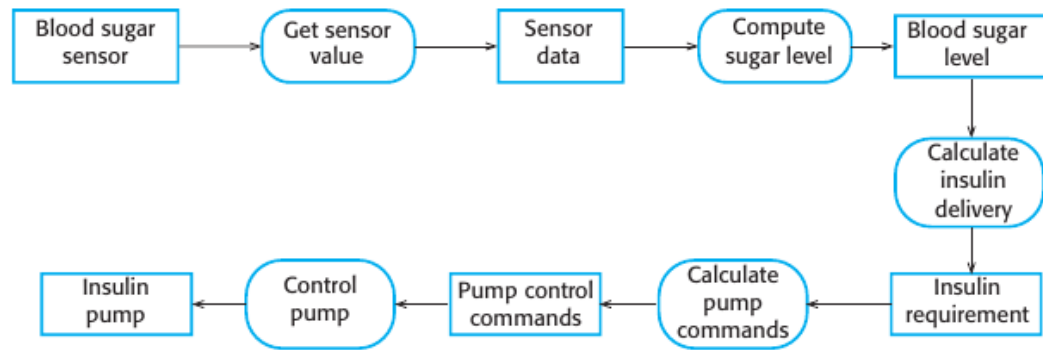 Blood sugar
sensor
Get sensor
value
Sensor
data
Compute
sugar level
Blood sugar
level
Calculate
insulin
delivery
Insulin
requirement
Calculate
pump
commands
Pump control
commands
Control
pump
Insulin
pump